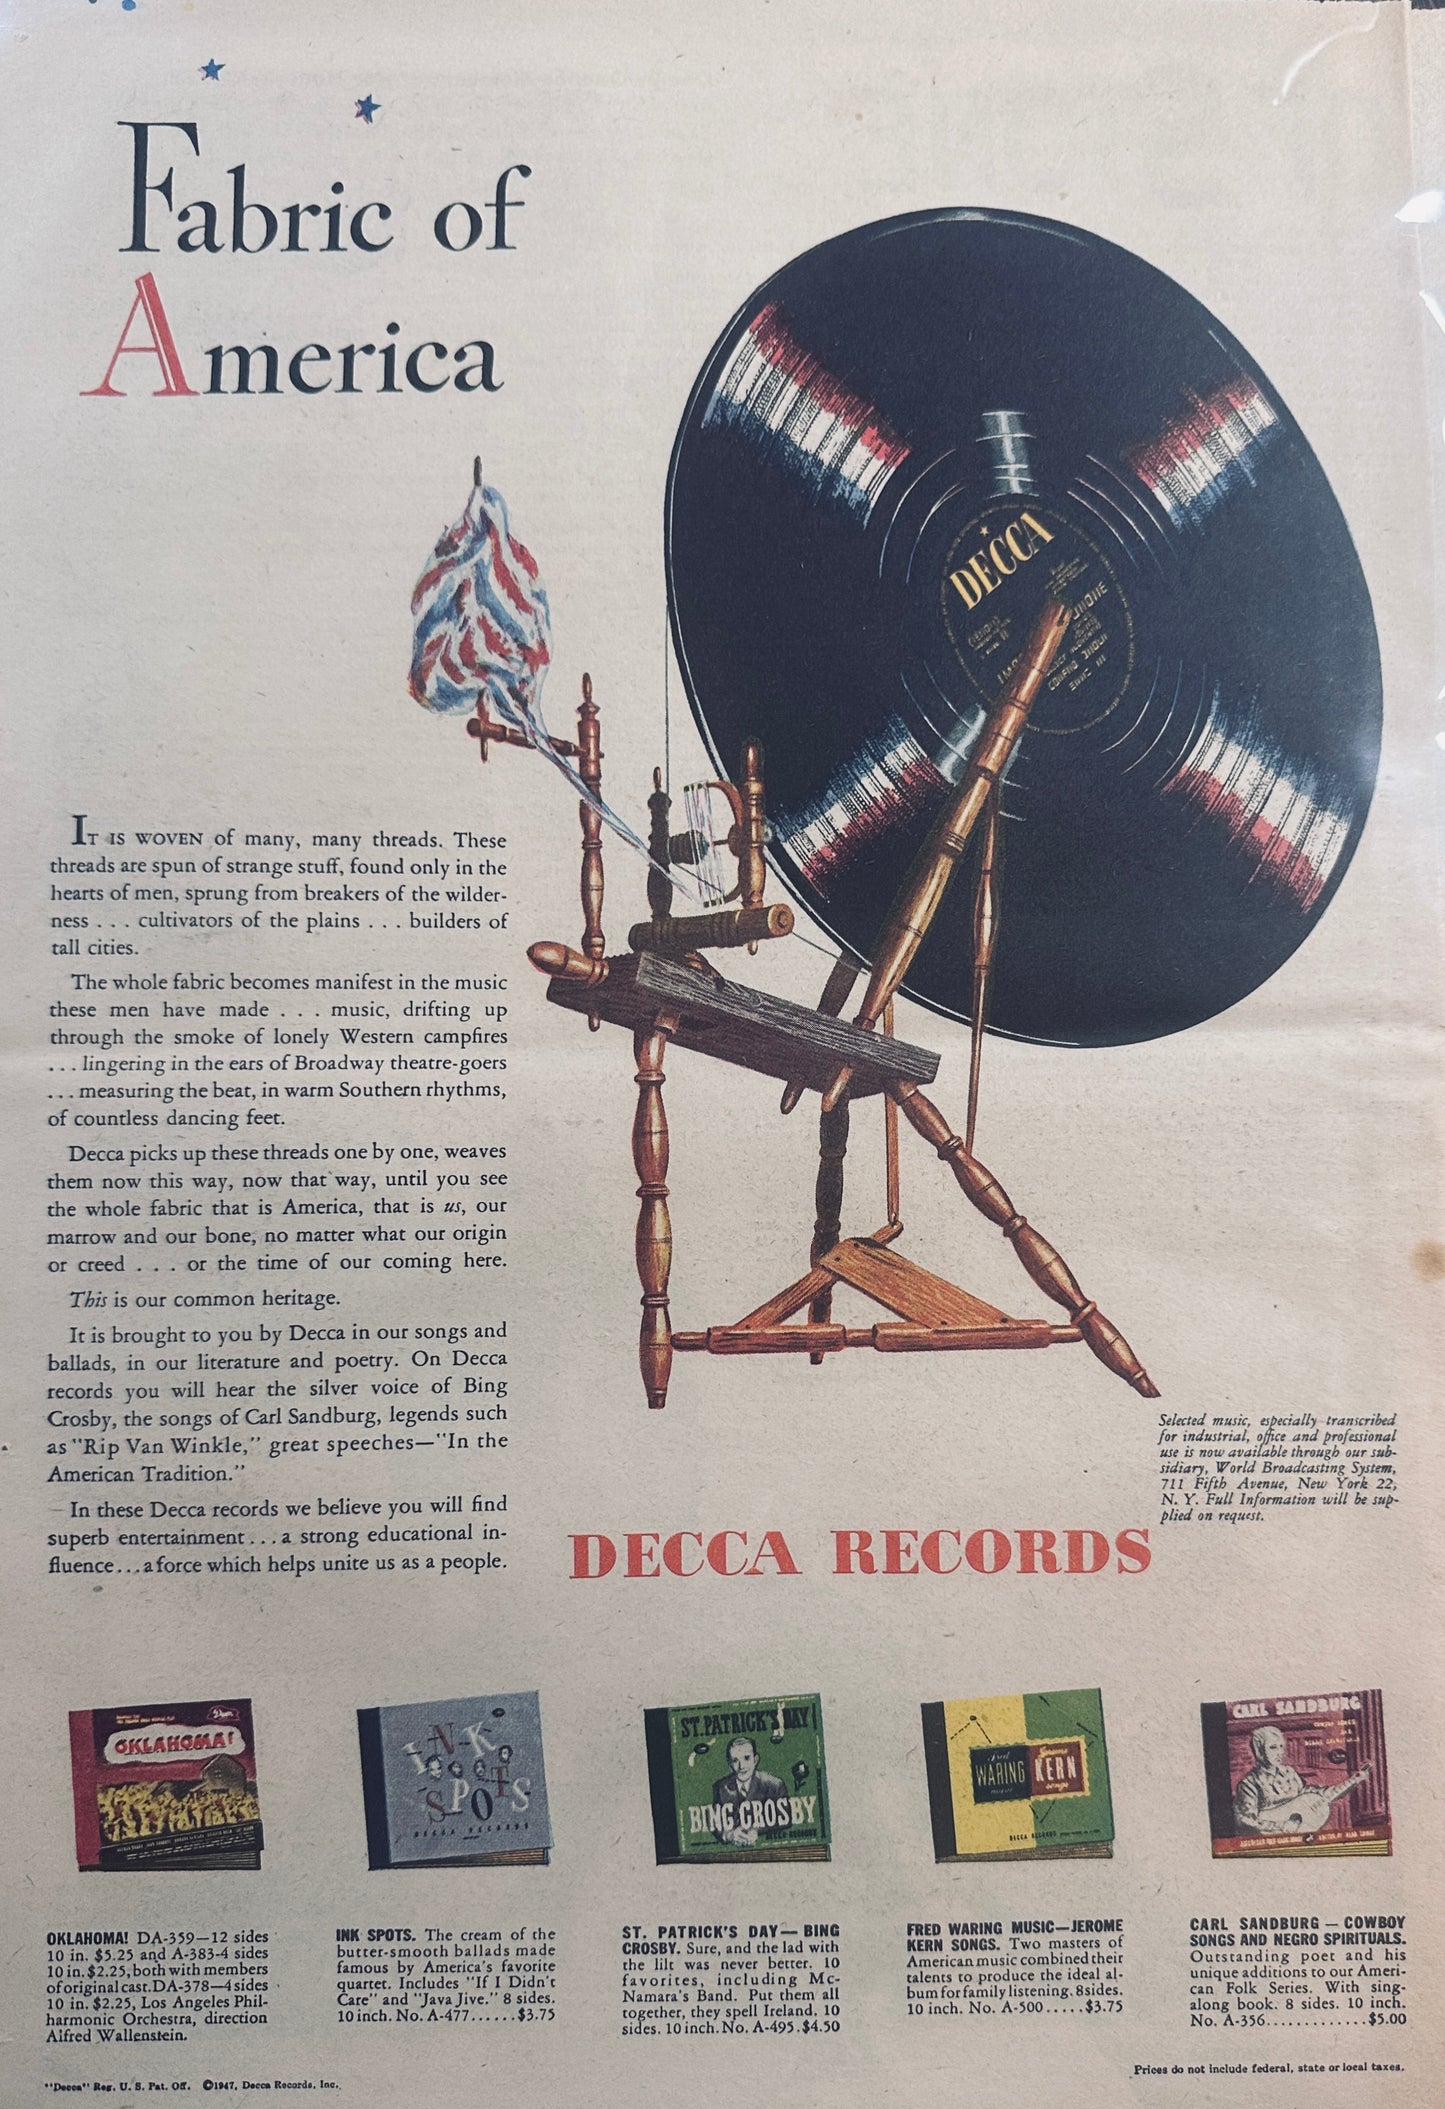 Fabric of
America
DECCA
IT IS WOVEN of many, many threads. These
threads are spun of strange stuff, found only in the
hearts of men, sprung from breakers of the wilder-
ness . . . cultivators of the plains . . . builders of
tall cities.
The whole fabric becomes manifest in the music
these men have made . . . music, drifting up
through the smoke of lonely Western campfires
. . . lingering in the ears of Broadway theatre-goers
. . . measuring the beat, in warm Southern rhythms,
of countless dancing feet.
Decca picks up these threads one by one, weaves
them now this way, now that way, until you see
the whole fabric that is America, that is us, our
marrow and our bone, no matter what our origin
or creed . . . or the time of our coming here.
This is our common heritage.
It is brought to you by Decca in our songs and
ballads, in our literature and poetry. On Decca
records you will hear the silver voice of Bing
Crosby, the songs of Carl Sandburg, legends such
as "Rip Van Winkle," great speeches—"In the
American Tradition."
In these Decca records we believe you will find
superb entertainment . . . a strong educational in-
fluence . . . a force which helps unite us as a people.
Selected music, especially transcribed
for industrial, office and professional
use is now available through our sub-
sidiary, World Broadcasting System,
711 Fifth Avenue, New York 22,
N. Y. Full Information will be sup-
plied on request.
DECCA RECORDS
Decca
OKLAHOMA!
INK
SPOTS
DECCA RECORDS
ST. PATRICK'S DAY
BING CROSBY
DECCA RECORDS
Fred
WARING
music
Jerome
KERN
songs
DECCA RECORDS
CARL SANDBURG
OKLAHOMA! DA-359—12 sides
10 in. $5.25 and A-383-4 sides
10 in. $2.25, both with members
of original cast. DA-378—4 sides
10 in. $2.25, Los Angeles Phil-
harmonic Orchestra, direction
Alfred Wallenstein.
INK SPOTS. The cream of the
butter-smooth ballads made
famous by America's favorite
quartet. Includes "If I Didn't
Care" and "Java Jive." 8 sides.
10 inch. No. A-477......$3.75
ST. PATRICK'S DAY—BING
CROSBY. Sure, and the lad with
the lilt was never better. 10
favorites, including Mc-
Namara's Band. Put them all
together, they spell Ireland. 10
sides. 10 inch. No. A-495.$4.50
FRED WARING MUSIC—JEROME
KERN SONGS. Two masters of
American music combined their
talents to produce the ideal al-
bum for family listening. 8 sides.
10 inch. No. A-500.....$3.75
CARL SANDBURG — COWBOY
SONGS AND NEGRO SPIRITUALS.
Outstanding poet and his
unique additions to our Ameri-
can Folk Series. With sing-
along book. 8 sides. 10 inch.
No. A-356.............$5.00
Prices do not include federal, state or local taxes.
"Decca" Reg. U. S. Pat. Off. ©1947, Decca Records, Inc.